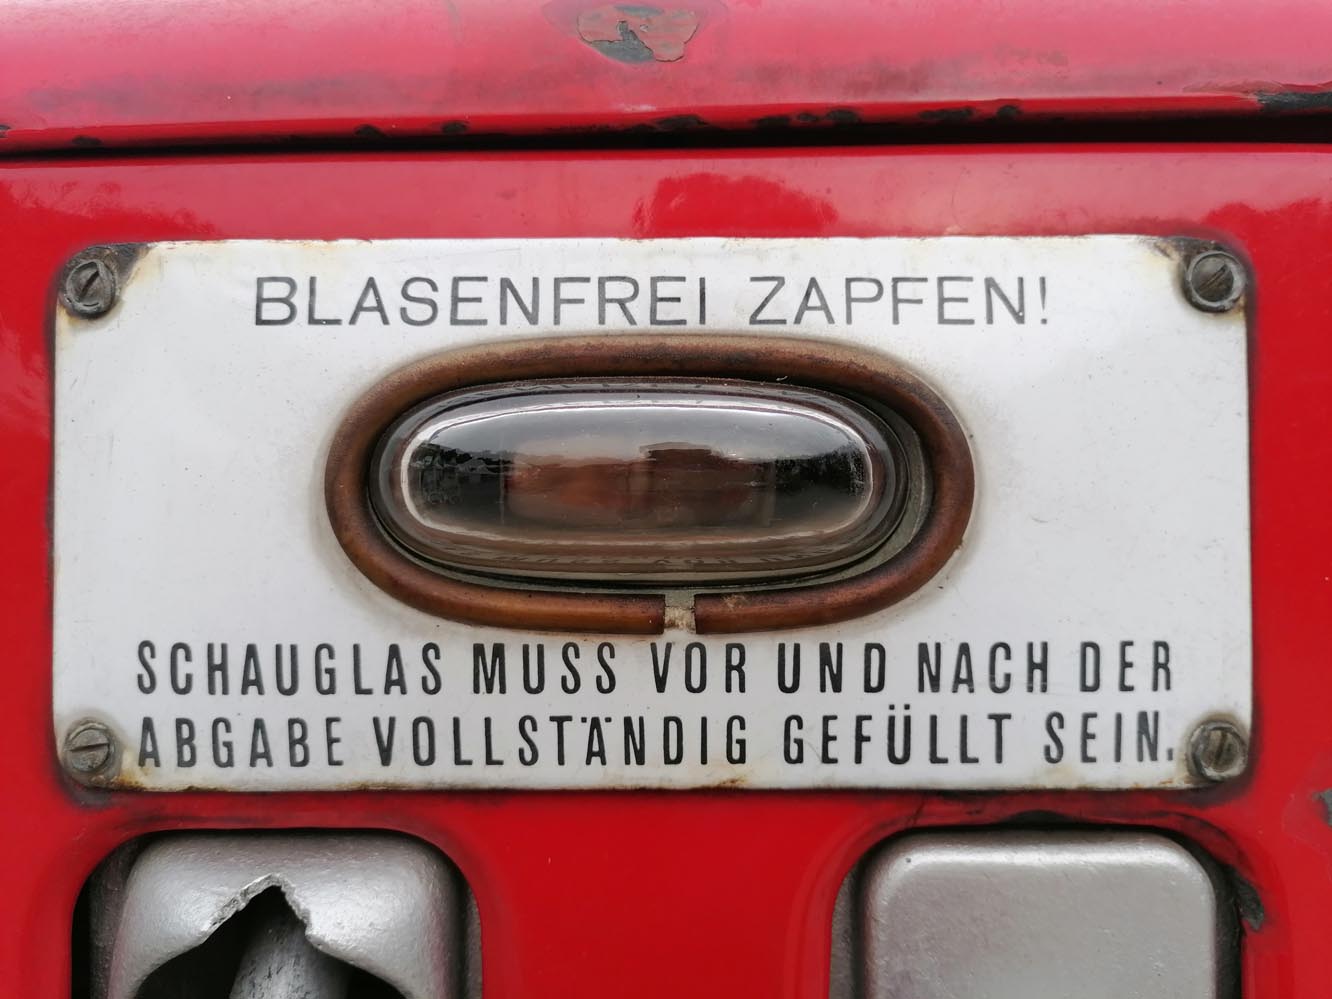 BLASENFREI ZAPFEN!
SCHAUGLAS MUSS VOR UND NACH DER
ABGABE VOLLSTÄNDIG GEFÜLLT SEIN.